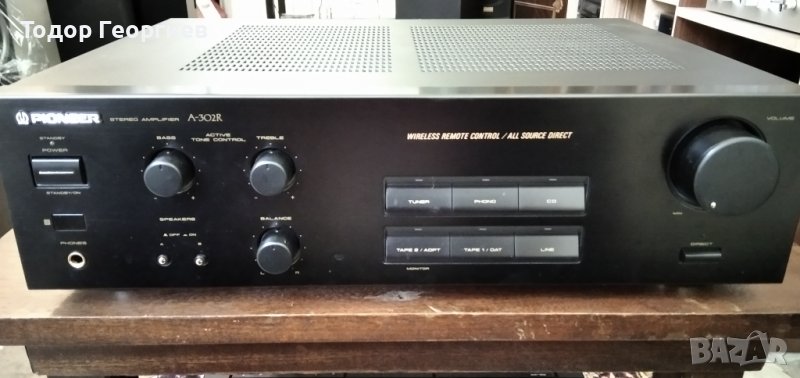 Тодор Георгиев
PIONEER
STEREO AMPLIFIER A-302R
STANDBY
POWER
STANDBY/ON
PHONES
BASS
ACTIVE
TONE CONTROL
TREBLE
SPEAKERS
OFF ON
A B
BALANCE
R
WIRELESS REMOTE CONTROL / ALL SOURCE DIRECT
TUNER PHONO CD
TAPE 2 / ADPT TAPE 1 / DAT LINE
MONITOR
VOLUME
DIRECT
BAZAR